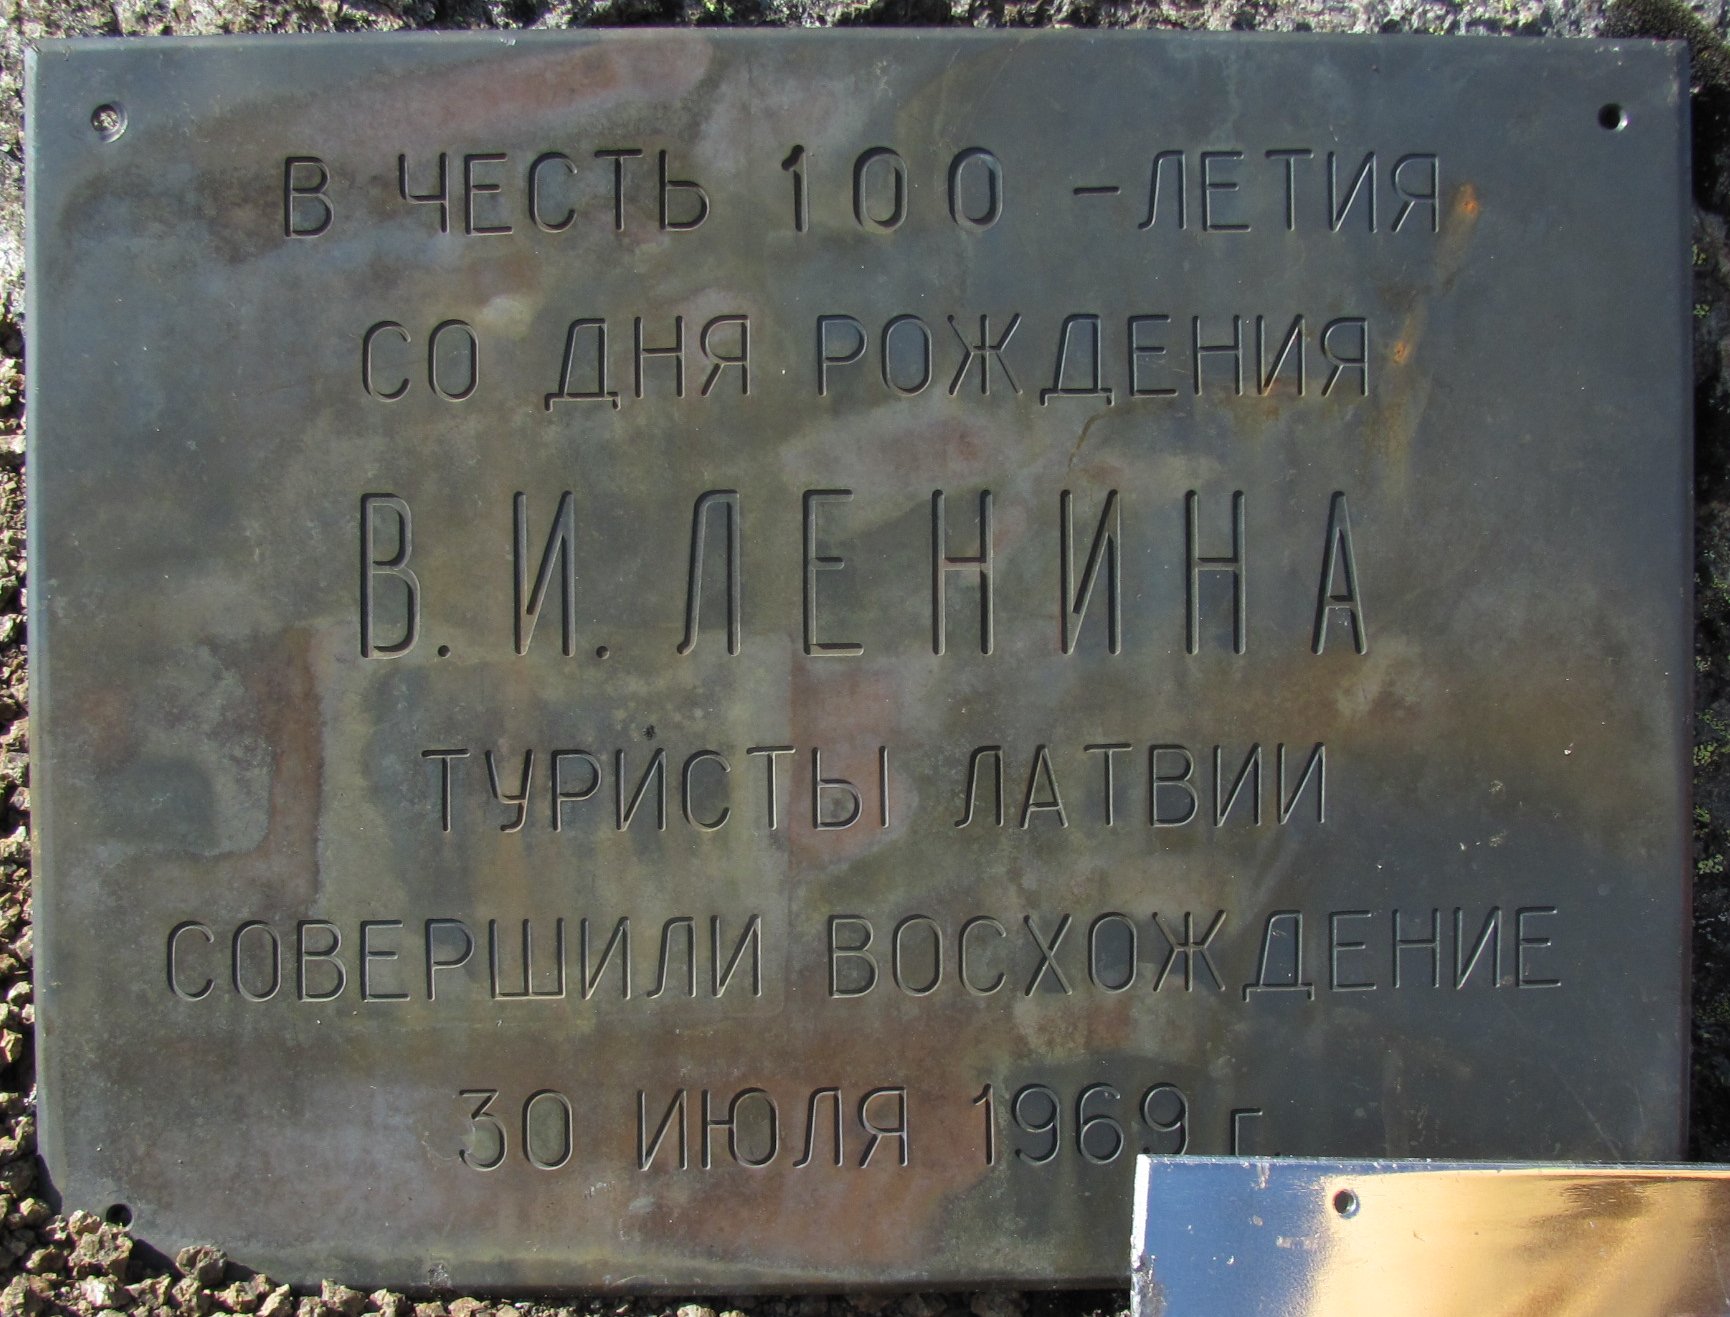 В ЧЕСТЬ 100 -ЛЕТИЯ
СО ДНЯ РОЖДЕНИЯ
В. И. ЛЕНИНА
ТУРИСТЫ ЛАТВИИ
СОВЕРШИЛИ ВОСХОЖДЕНИЕ
30 ИЮЛЯ 1969 г.